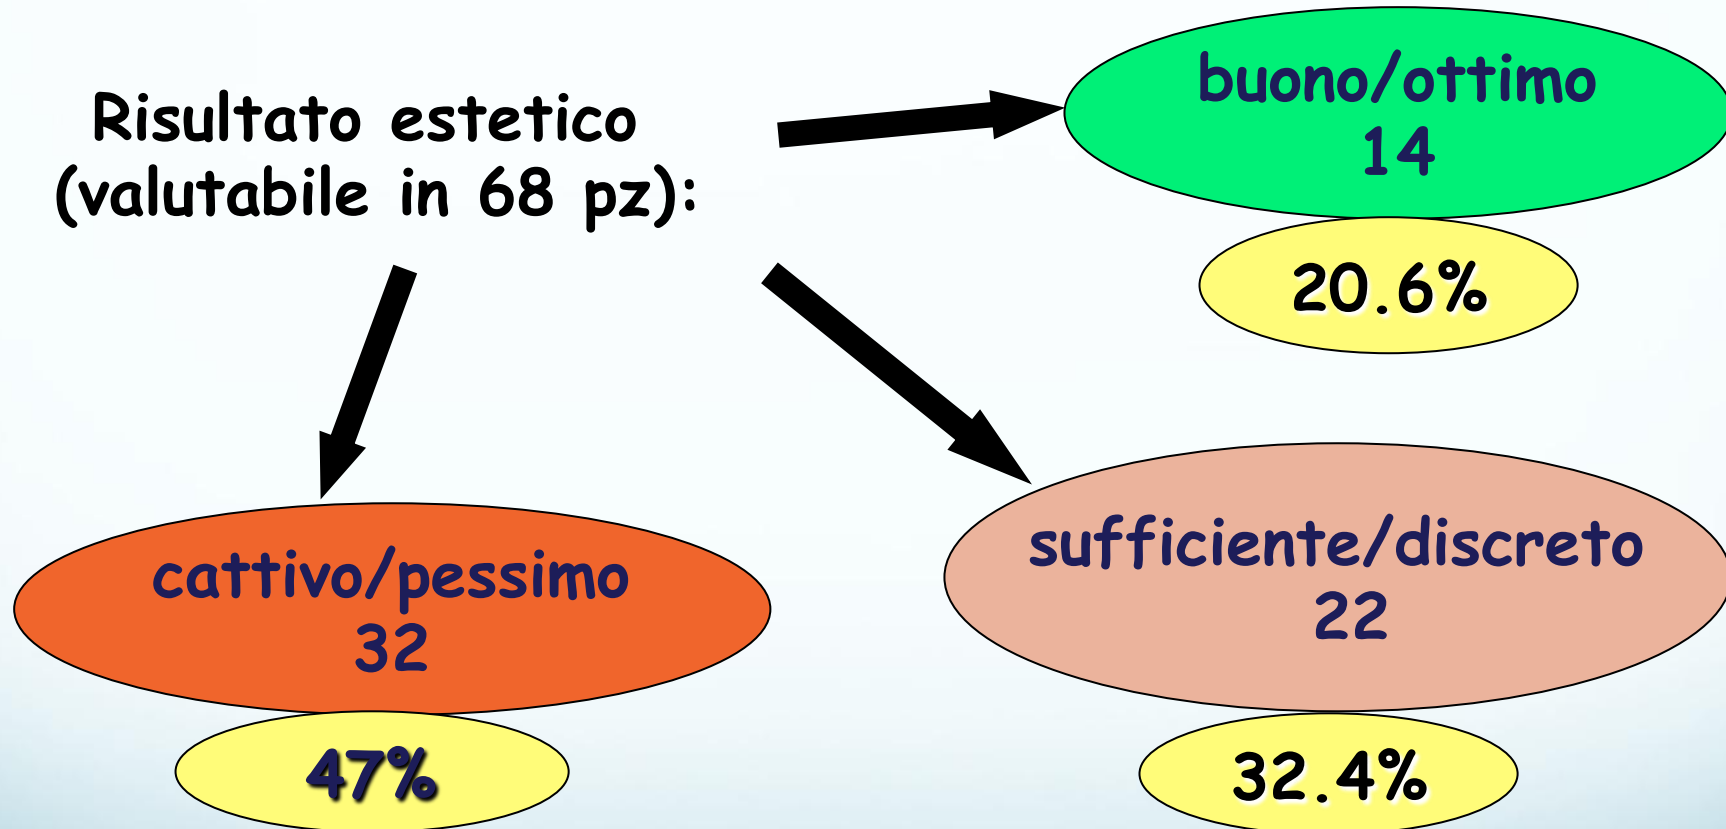 Risultato estetico
(valutabile in 68 pz):
buono/ottimo
14
20.6%
cattivo/pessimo
32
47%
sufficiente/discreto
22
32.4%